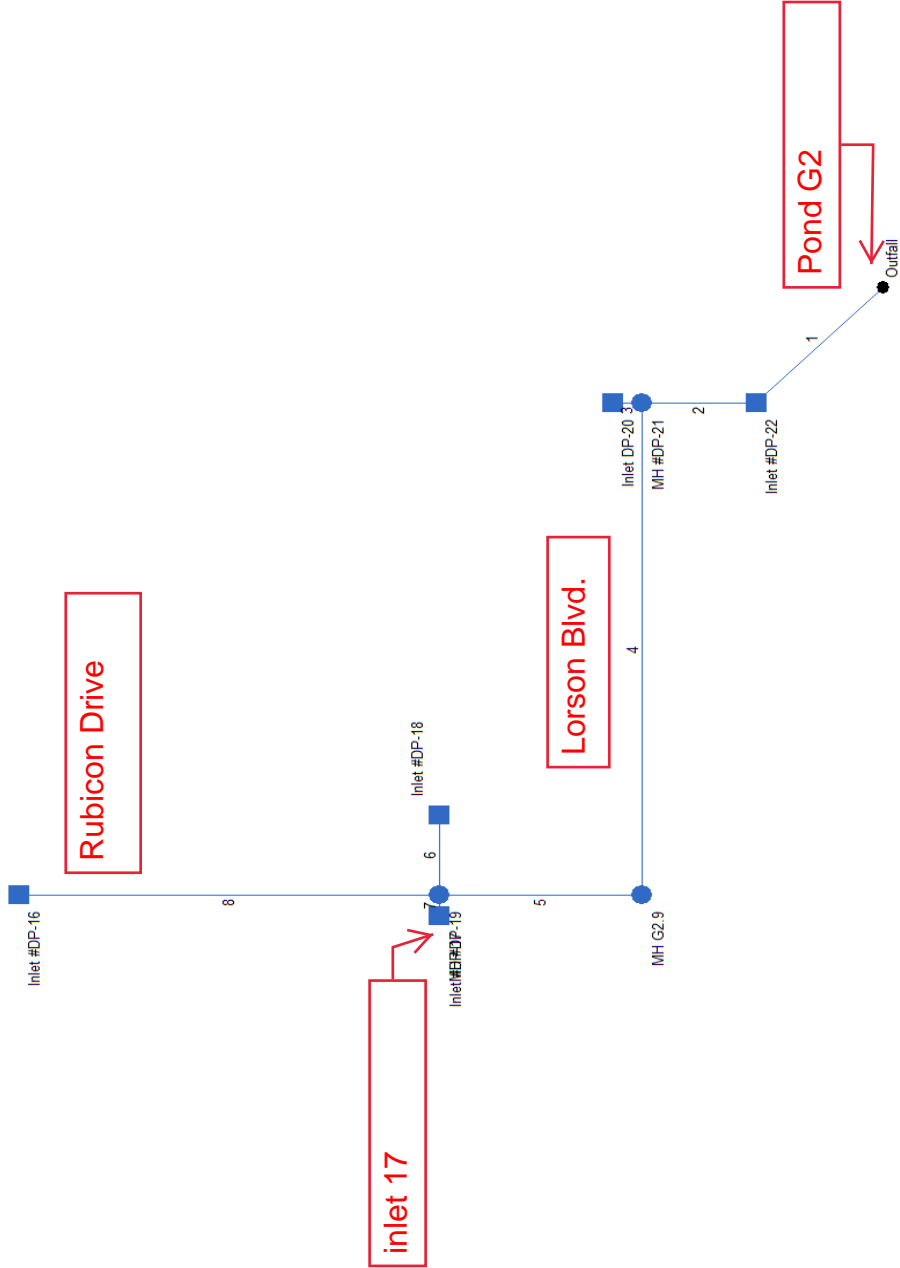 Inlet #DP-16
Rubicon Drive
8
Inlet #DP-18
6
7
inlet 17
5
MH G2.9
Lorson Blvd.
4
Inlet DP-20
3
MH #DP-21
2
Inlet #DP-22
1
Pond G2
Outfall